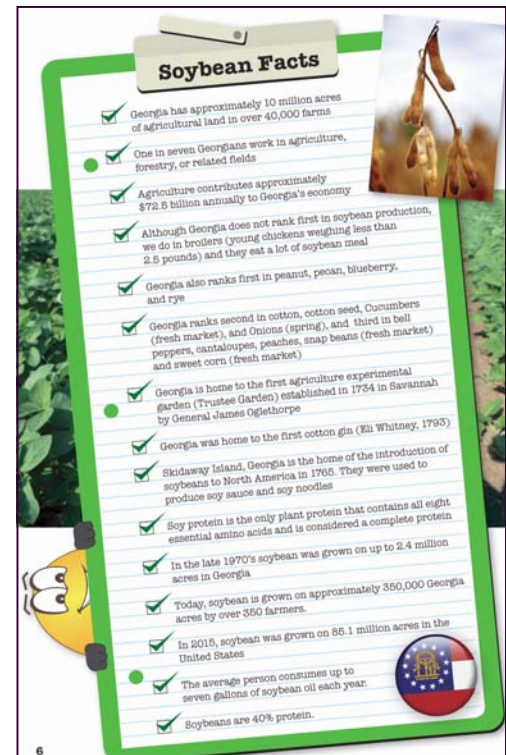 Soybean Facts
Georgia has approximately 10 million acres
of agricultural land in over 40,000 farms
One in seven Georgians work in agriculture,
forestry, or related fields
Agriculture contributes approximately
$72.5 billion annually to Georgia's economy
Although Georgia does not rank first in soybean production,
we do in broilers (young chickens weighing less than
2.5 pounds) and they eat a lot of soybean meal
Georgia also ranks first in peanut, pecan, blueberry,
and rye
Georgia ranks second in cotton, cotton seed, Cucumbers
(fresh market), and Onions (spring), and third in bell
peppers, cantaloupes, peaches, snap beans (fresh market)
and sweet corn (fresh market)
Georgia is home to the first agriculture experimental
garden (Trustee Garden) established in 1734 in Savannah
by General James Oglethorpe
Georgia was home to the first cotton gin (Eli Whitney, 1793)
Skidaway Island, Georgia is the home of the introduction of
soybeans to North America in 1765. They were used to
produce soy sauce and soy noodles
Soy protein is the only plant protein that contains all eight
essential amino acids and is considered a complete protein
In the late 1970's soybean was grown on up to 2.4 million
acres in Georgia
Today, soybean is grown on approximately 350,000 Georgia
acres by over 350 farmers.
In 2015, soybean was grown on 85.1 million acres in the
United States
The average person consumes up to
seven gallons of soybean oil each year.
Soybeans are 40% protein.
6